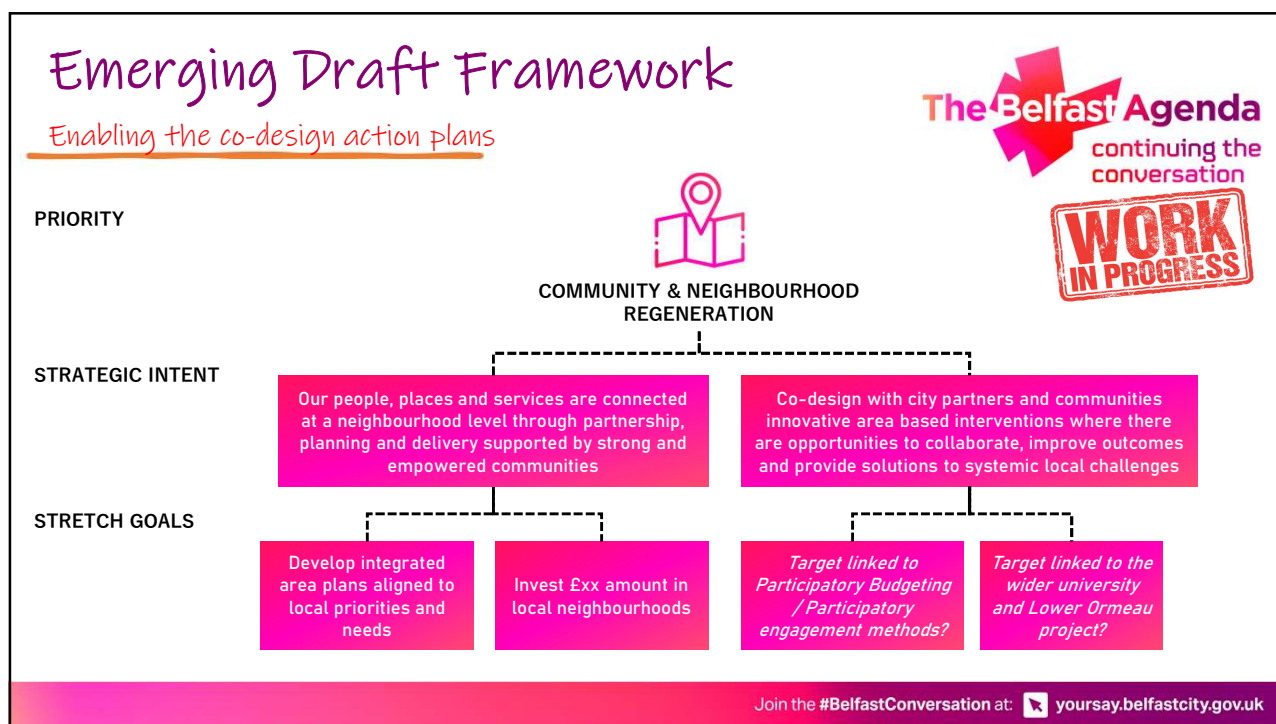 Emerging Draft Framework
Enabling the co-design action plans
The Belfast Agenda
continuing the
conversation
WORK
IN PROGRESS
PRIORITY
COMMUNITY & NEIGHBOURHOOD
REGENERATION
STRATEGIC INTENT
Our people, places and services are connected
at a neighbourhood level through partnership,
planning and delivery supported by strong and
empowered communities
Co-design with city partners and communities
innovative area based interventions where there
are opportunities to collaborate, improve outcomes
and provide solutions to systemic local challenges
STRETCH GOALS
Develop integrated
area plans aligned to
local priorities and
needs
Invest £xx amount in
local neighbourhoods
Target linked to
Participatory Budgeting
/ Participatory
engagement methods?
Target linked to the
wider university
and Lower Ormeau
project?
Join the #BelfastConversation at: yoursay.belfastcity.gov.uk